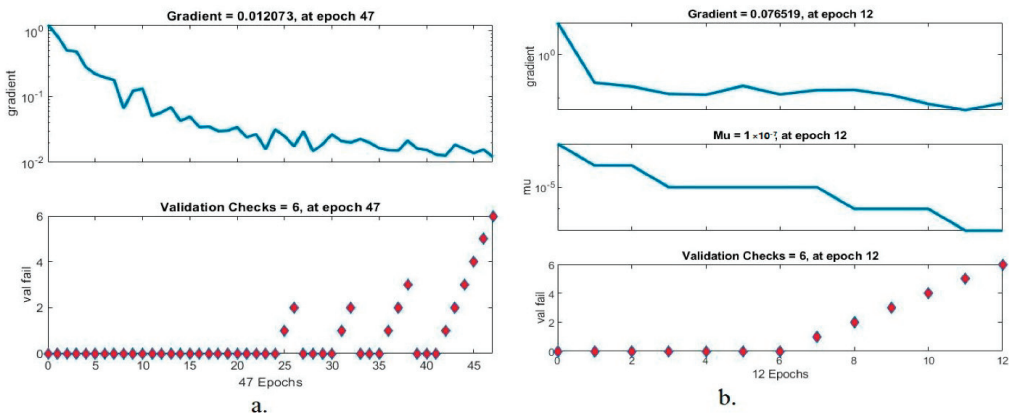 Gradient = 0.012073, at epoch 47
10⁰
10⁻¹
10⁻²
gradient
Validation Checks = 6, at epoch 47
6
4
2
0
val fail
0 5 10 15 20 25 30 35 40 45
47 Epochs
a.
Gradient = 0.076519, at epoch 12
10⁰
gradient
Mu = 1×10⁻⁷, at epoch 12
10⁻⁵
mu
Validation Checks = 6, at epoch 12
6
4
2
0
val fail
0 2 4 6 8 10 12
12 Epochs
b.